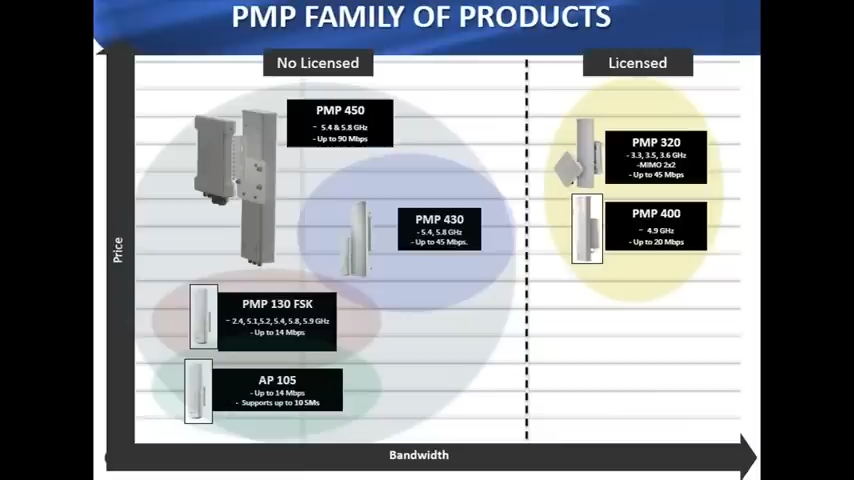 PMP FAMILY OF PRODUCTS
No Licensed
Licensed
PMP 450
- 5.4 & 5.8 GHz
- Up to 90 Mbps
PMP 320
- 3.3, 3.5, 3.6 GHz
-MIMO 2x2
- Up to 45 Mbps
PMP 430
- 5.4, 5.8 GHz
- Up to 45 Mbps.
PMP 400
- 4.9 GHz
- Up to 20 Mbps
Price
PMP 130 FSK
- 2.4, 5.1,5.2, 5.4, 5.8, 5.9 GHz
- Up to 14 Mbps
AP 105
- Up to 14 Mbps
- Supports up to 10 SMs
Bandwidth